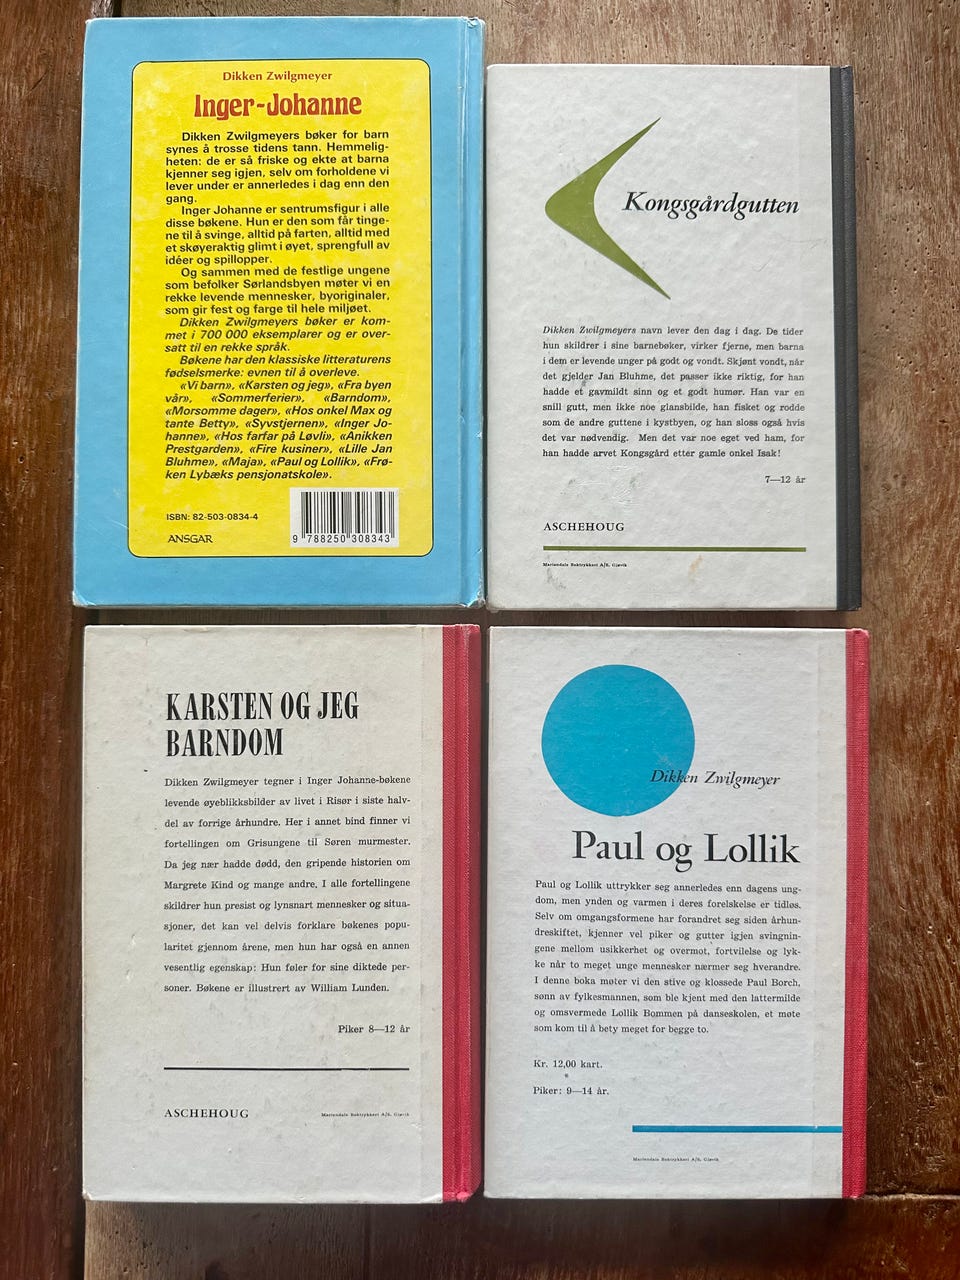 Dikken Zwilgmeyer
Inger-Johanne
Dikken Zwilgmeyers bøker for barn
synes å trosse tidens tann. Hemmelig-
heten: de er så friske og ekte at barna
kjenner seg igjen, selv om forholdene vi
lever under er annerledes i dag enn den
gang.
Inger Johanne er sentrumsfigur i alle
disse bøkene. Hun er den som får tinge-
ne til å svinge, alltid på farten, alltid med
et skøyeraktig glimt i øyet, sprengfull av
idéer og spillopper.
Og sammen med de festlige ungene
som befolker Sørlandsbyen møter vi en
rekke levende mennesker, byoriginaler,
som gir fest og farge til hele miljøet.
Dikken Zwilgmeyers bøker er kom-
met i 700 000 eksemplarer og er over-
satt til en rekke språk.
Bøkene har den klassiske litteraturens
fødselsmerke: evnen til å overleve.
«Vi barn», «Karsten og jeg», «Fra byen
vår», «Sommerferier», «Barndom»,
«Morsomme dager», «Hos onkel Max og
tante Betty», «Syvstjernen», «Inger Jo-
hanne», «Hos farfar på Løvli», «Anikken
Prestgarden», «Fire kusiner», «Lille Jan
Bluhme», «Maja», «Paul og Lollik», «Frø-
ken Lybæks pensjonatskole».
ISBN: 82-503-0834-4
ANSGAR
9 788250 308343
Kongsgårdgutten
Dikken Zwilgmeyers navn lever den dag i dag. De tider
hun skildrer i sine barnebøker, virker fjerne, men barna
i dem er levende unger på godt og vondt. Skjønt vondt, når
det gjelder Jan Bluhme, det passer ikke riktig, for han
hadde et gavmildt sinn og et godt humør. Han var en
snill gutt, men ikke noe glansbilde, han fisket og rodde
som de andre guttene i kystbyen, og han sloss også hvis
det var nødvendig. Men det var noe eget ved ham, for
han hadde arvet Kongsgård etter gamle onkel Isak!
7—12 år
ASCHEHOUG
Mariendals Boktrykkeri A/S, Gjøvik
KARSTEN OG JEG
BARNDOM
Dikken Zwilgmeyer tegner i Inger Johanne-bøkene
levende øyeblikksbilder av livet i Risør i siste halv-
del av forrige århundre. Her i annet bind finner vi
fortellingen om Grisungene til Søren murmester.
Da jeg nær hadde dødd, den gripende historien om
Margrete Kind og mange andre. I alle fortellingene
skildrer hun presist og lynsnart mennesker og situa-
sjoner, det kan vel delvis forklare bøkenes popu-
laritet gjennom årene, men hun har også en annen
vesentlig egenskap: Hun føler for sine diktede per-
soner. Bøkene er illustrert av William Lunden.
Piker 8—12 år
ASCHEHOUG
Mariendals Boktrykkeri A/S, Gjøvik
Dikken Zwilgmeyer
Paul og Lollik
Paul og Lollik uttrykker seg annerledes enn dagens ung-
dom, men ynden og varmen i deres forelskelse er tidløs.
Selv om omgangsformene har forandret seg siden århun-
dreskiftet, kjenner vel piker og gutter igjen svingnin-
gene mellom usikkerhet og overmot, fortvilelse og lyk-
ke når to meget unge mennesker nærmer seg hverandre.
I denne boka møter vi den stive og klossede Paul Borch,
sønn av fylkesmannen, som ble kjent med den lattermilde
og omsvermede Lollik Bommen på danseskolen, et møte
som kom til å bety meget for begge to.
Kr. 12,00 kart.
Piker: 9—14 år.
Mariendals Boktrykkeri A/S, Gjøvik